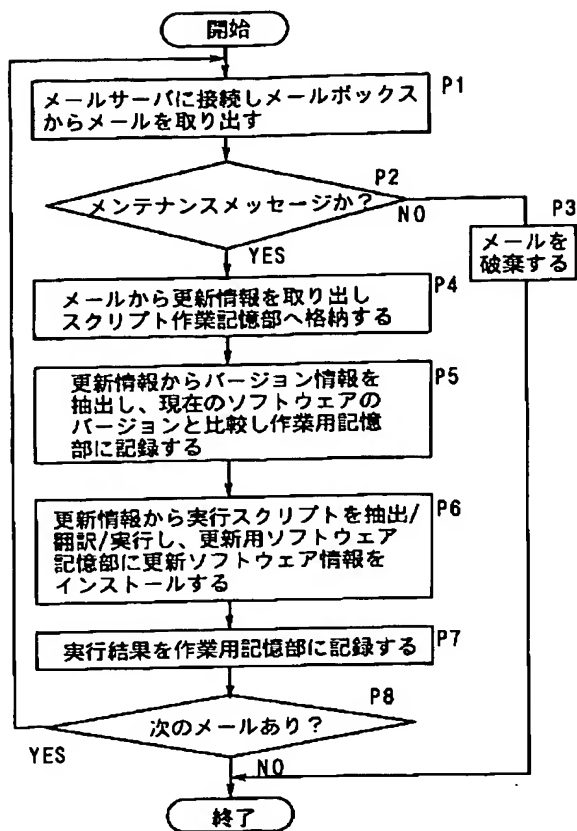 開始
メールサーバに接続しメールボックス
からメールを取り出す
P1
メンテナンスメッセージか?
P2
NO
YES
P3
メールを
破棄する
メールから更新情報を取り出し
スクリプト作業記憶部へ格納する
P4
更新情報からバージョン情報を
抽出し、現在のソフトウェアの
バージョンと比較し作業用記憶
部に記録する
P5
更新情報から実行スクリプトを抽出/
翻訳/実行し、更新用ソフトウェア
記憶部に更新ソフトウェア情報を
インストールする
P6
実行結果を作業用記憶部に記録する
P7
次のメールあり?
P8
YES
NO
終了